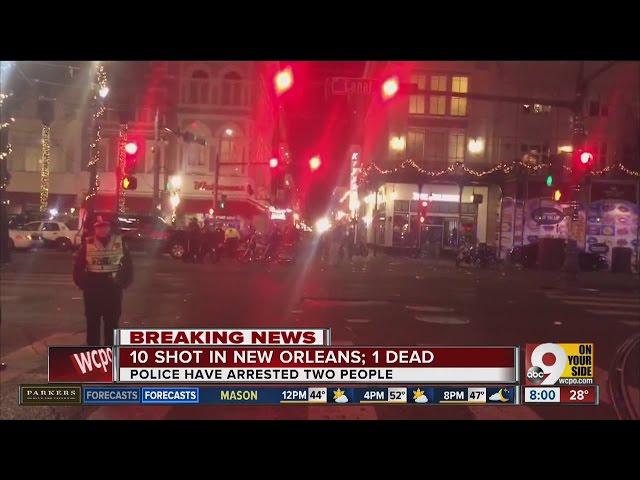 Canal
BREAKING NEWS
10 SHOT IN NEW ORLEANS; 1 DEAD
POLICE HAVE ARRESTED TWO PEOPLE
wcpo
abc 9 ON YOUR SIDE
WCPO.com
PARKERS
FORECASTS FORECASTS MASON 12PM 44° 4PM 52° 8PM 47°
8:00 28°